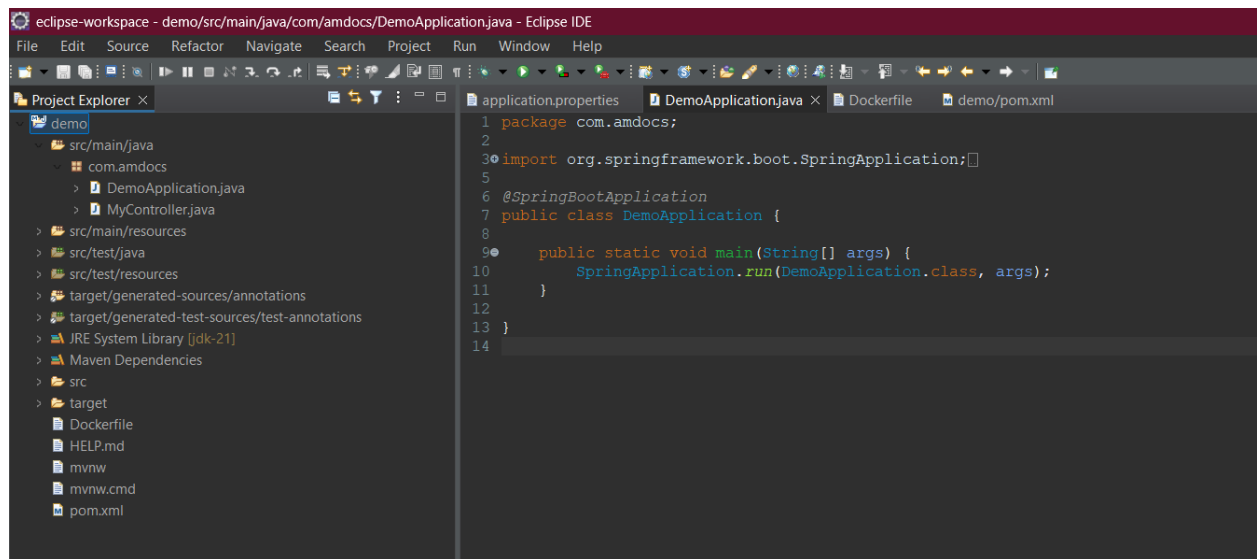 eclipse-workspace - demo/src/main/java/com/amdocs/DemoApplication.java - Eclipse IDE
File Edit Source Refactor Navigate Search Project Run Window Help
Project Explorer
demo
src/main/java
com.amdocs
DemoApplication.java
MyController.java
src/main/resources
src/test/java
src/test/resources
target/generated-sources/annotations
target/generated-test-sources/test-annotations
JRE System Library [jdk-21]
Maven Dependencies
src
target
Dockerfile
HELP.md
mvnw
mvnw.cmd
pom.xml
application.properties DemoApplication.java Dockerfile demo/pom.xml
1 package com.amdocs;
2
3 import org.springframework.boot.SpringApplication;
5
6 @SpringBootApplication
7 public class DemoApplication {
8
9 public static void main(String[] args) {
10 SpringApplication.run(DemoApplication.class, args);
11 }
12
13 }
14